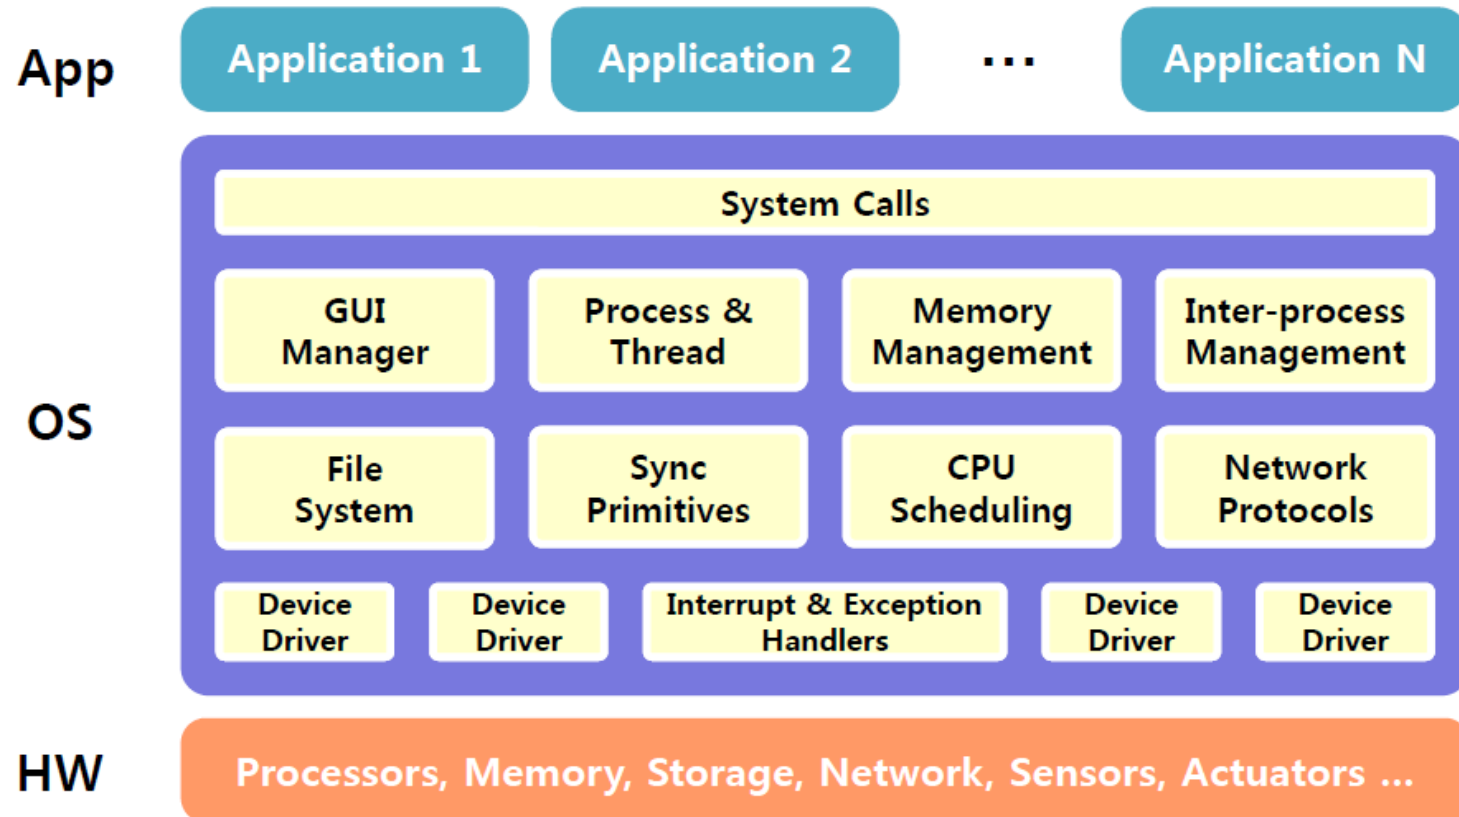 App
Application 1
Application 2
...
Application N
OS
System Calls
GUI
Manager
Process &
Thread
Memory
Management
Inter-process
Management
File
System
Sync
Primitives
CPU
Scheduling
Network
Protocols
Device
Driver
Device
Driver
Interrupt & Exception
Handlers
Device
Driver
Device
Driver
HW
Processors, Memory, Storage, Network, Sensors, Actuators ...